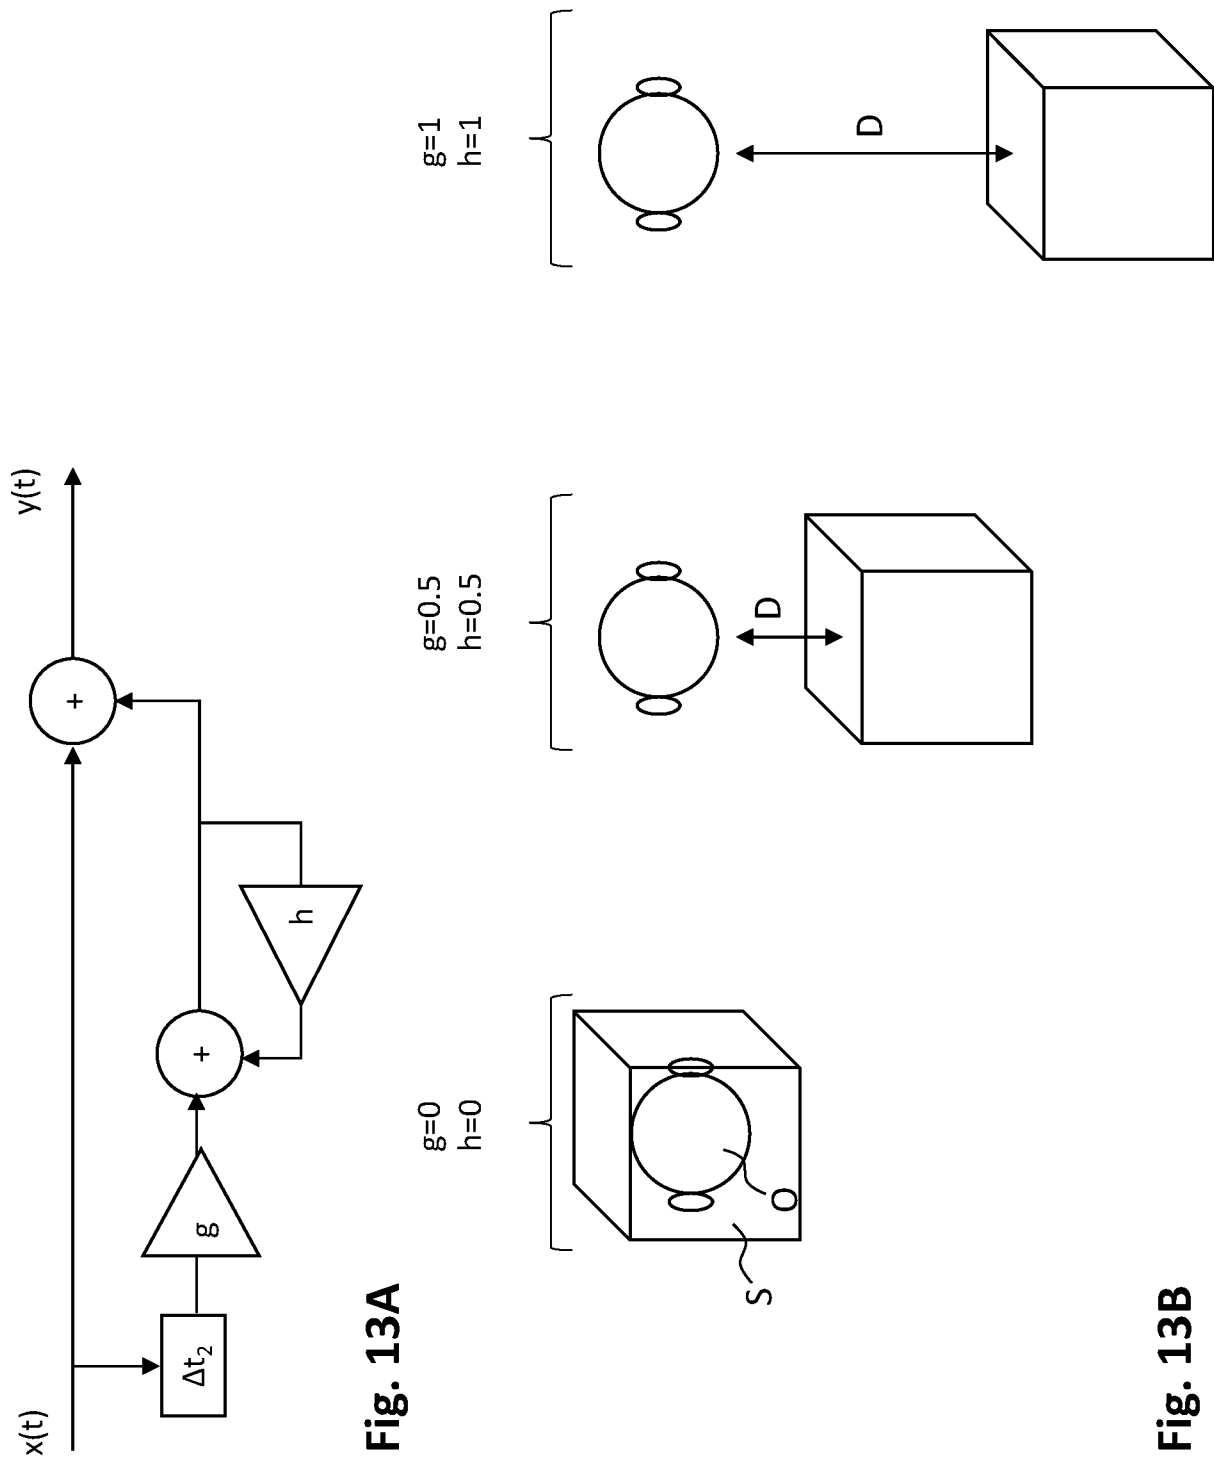 x(t)
y(t)
Δt₂
g
+
h
+
Fig. 13A
g=0
h=0
g=0.5
h=0.5
g=1
h=1
S
O
D
D
Fig. 13B